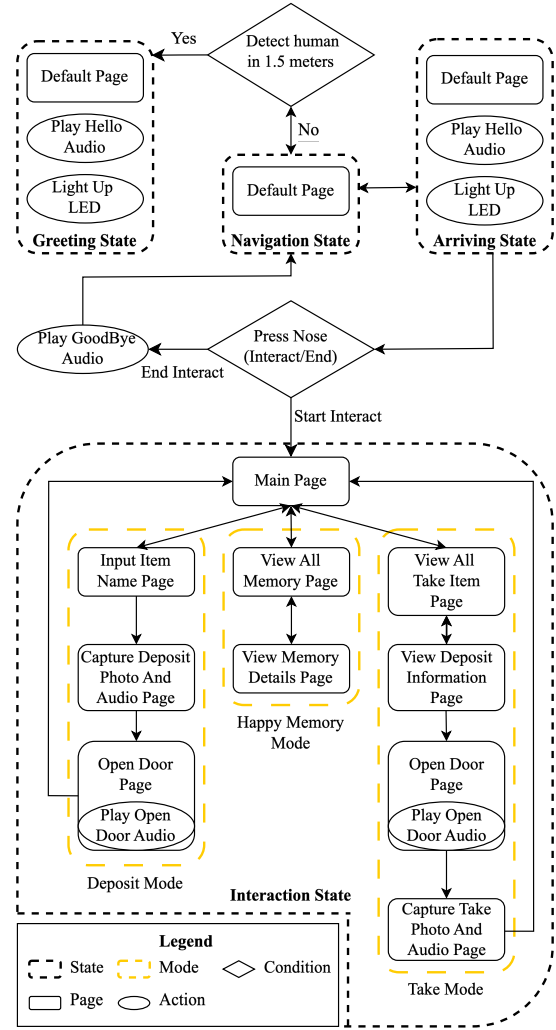 Yes
Detect human
in 1.5 meters
Default Page
Play Hello
Audio
Light Up
LED
Greeting State
No
Default Page
Navigation State
Default Page
Play Hello
Audio
Light Up
LED
Arriving State
Play GoodBye
Audio
End Interact
Press Nose
(Interact/End)
Start Interact
Main Page
Input Item
Name Page
Capture Deposit
Photo And
Audio Page
Open Door
Page
Play Open
Door Audio
Deposit Mode
View All
Memory Page
View Memory
Details Page
Happy Memory
Mode
View All
Take Item
Page
View Deposit
Information
Page
Open Door
Page
Play Open
Door Audio
Capture Take
Photo And
Audio Page
Take Mode
Interaction State
Legend
State
Mode
Condition
Page
Action